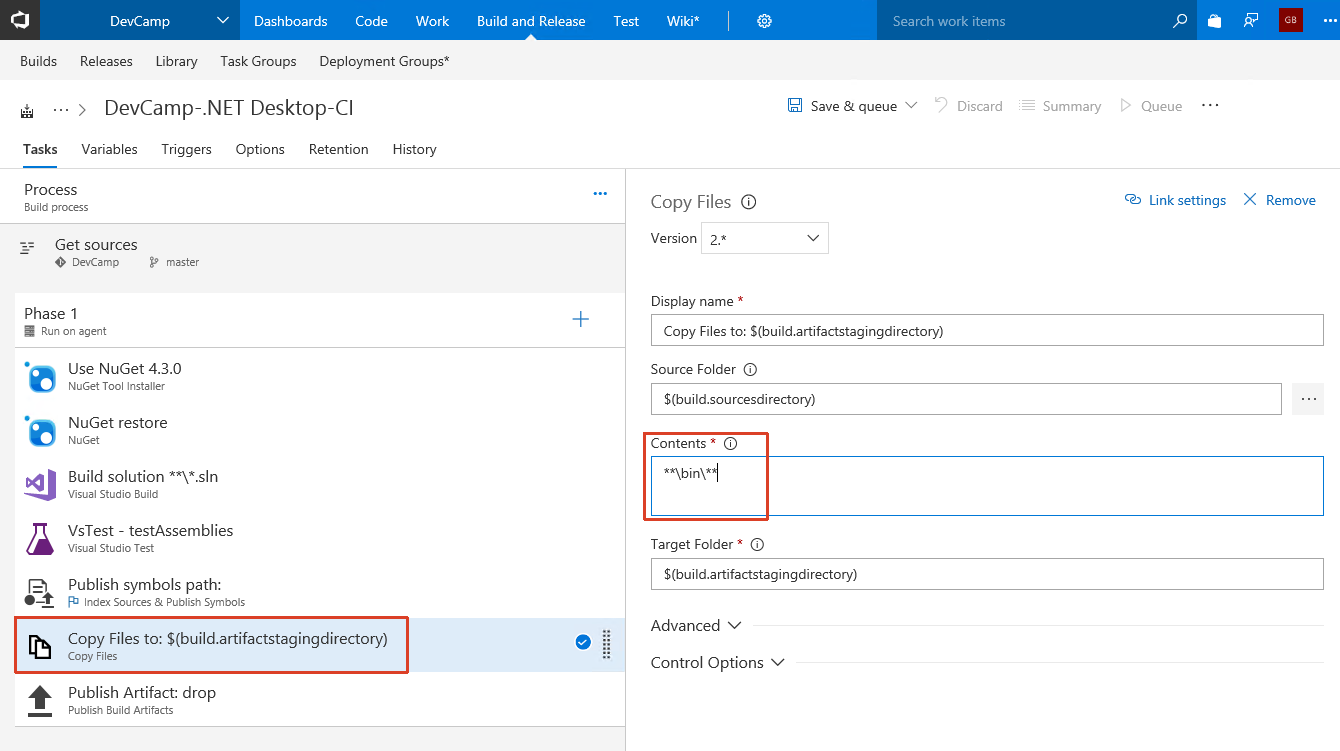 DevCamp Dashboards Code Work Build and Release Test Wiki* Search work items GB
Builds Releases Library Task Groups Deployment Groups*
··· DevCamp-.NET Desktop-CI Save & queue Discard Summary Queue ···
Tasks Variables Triggers Options Retention History
Process
Build process
Get sources
DevCamp master
Phase 1
Run on agent
Use NuGet 4.3.0
NuGet Tool Installer
NuGet restore
NuGet
Build solution **\*.sln
Visual Studio Build
VsTest - testAssemblies
Visual Studio Test
Publish symbols path:
Index Sources & Publish Symbols
Copy Files to: $(build.artifactstagingdirectory)
Copy Files
Publish Artifact: drop
Publish Build Artifacts
Copy Files Link settings Remove
Version 2.*
Display name *
Copy Files to: $(build.artifactstagingdirectory)
Source Folder
$(build.sourcesdirectory)
Contents *
**\bin\**
Target Folder *
$(build.artifactstagingdirectory)
Advanced
Control Options